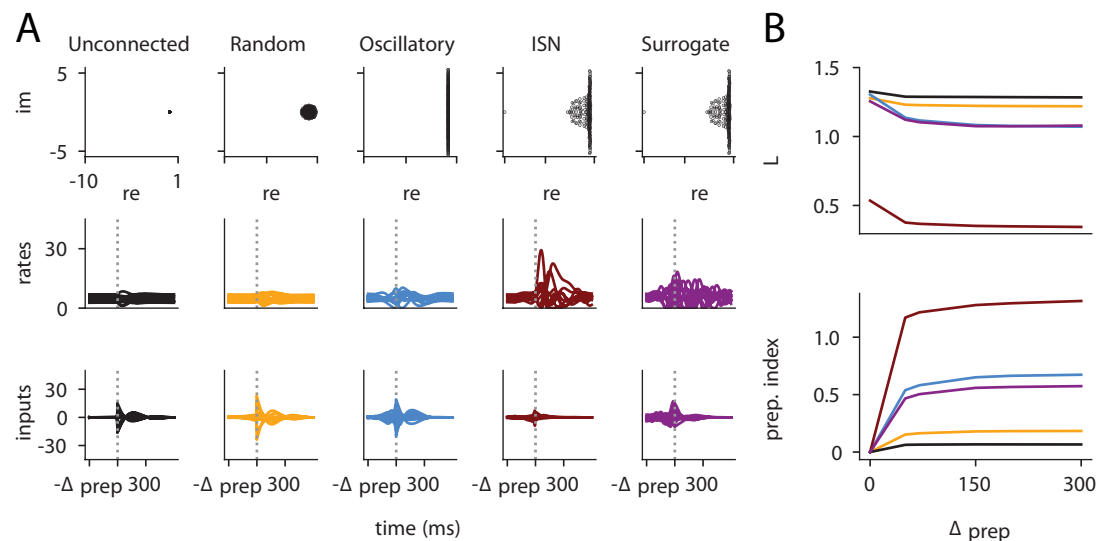 A
B
Unconnected Random Oscillatory ISN Surrogate
im
5
-5
-10 1
re re re
rates
30
0
inputs
30
0
-30
-Δ prep 300 -Δ prep 300 -Δ prep 300 -Δ prep 300 -Δ prep 300
time (ms)
L
1.5
1.0
0.5
prep. index
1.0
0.5
0
0 150 300
Δ prep